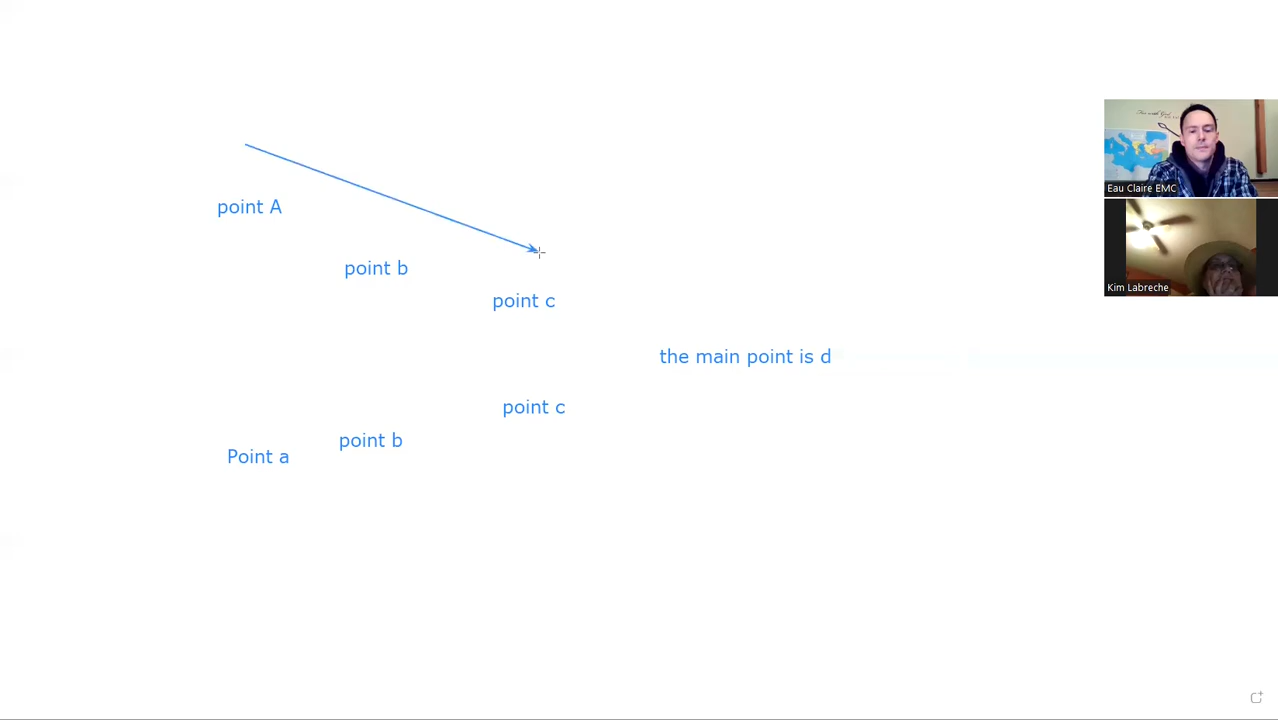 point A
point b
point c
the main point is d
point c
point b
Point a
Eau Claire EMC
Kim Labreche